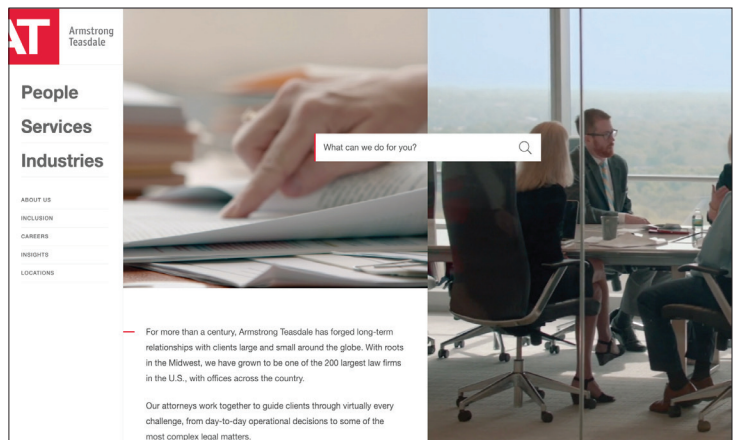 AT
Armstrong
Teasdale
People
Services
Industries
ABOUT US
INCLUSION
CAREERS
INSIGHTS
LOCATIONS
What can we do for you?
For more than a century, Armstrong Teasdale has forged long-term
relationships with clients large and small around the globe. With roots
in the Midwest, we have grown to be one of the 200 largest law firms
in the U.S., with offices across the country.
Our attorneys work together to guide clients through virtually every
challenge, from day-to-day operational decisions to some of the
most complex legal matters.